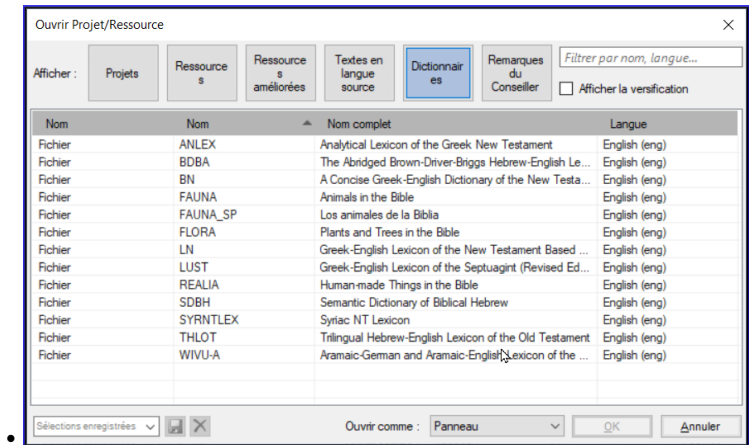 Ouvrir Projet/Ressource
Afficher : Projets Ressource
s Ressource
s
améliorées Textes en
langue
source Dictionnair
es Remarques
du
Conseiller Filtrer par nom, langue...
Afficher la versification
Nom Nom Nom complet Langue
Fichier ANLEX Analytical Lexicon of the Greek New Testament English (eng)
Fichier BDBA The Abridged Brown-Driver-Briggs Hebrew-English Le... English (eng)
Fichier BN A Concise Greek-English Dictionary of the New Testa... English (eng)
Fichier FAUNA Animals in the Bible English (eng)
Fichier FAUNA_SP Los animales de la Biblia English (eng)
Fichier FLORA Plants and Trees in the Bible English (eng)
Fichier LN Greek-English Lexicon of the New Testament Based ... English (eng)
Fichier LUST Greek-English Lexicon of the Septuagint (Revised Ed... English (eng)
Fichier REALIA Human-made Things in the Bible English (eng)
Fichier SDBH Semantic Dictionary of Biblical Hebrew English (eng)
Fichier SYRNTLEX Syriac NT Lexicon English (eng)
Fichier THLOT Trilingual Hebrew-English Lexicon of the Old Testament English (eng)
Fichier WIVU-A Aramaic-German and Aramaic-English Lexicon of the ... English (eng)
Sélections enregistrées Ouvrir comme : Panneau OK Annuler